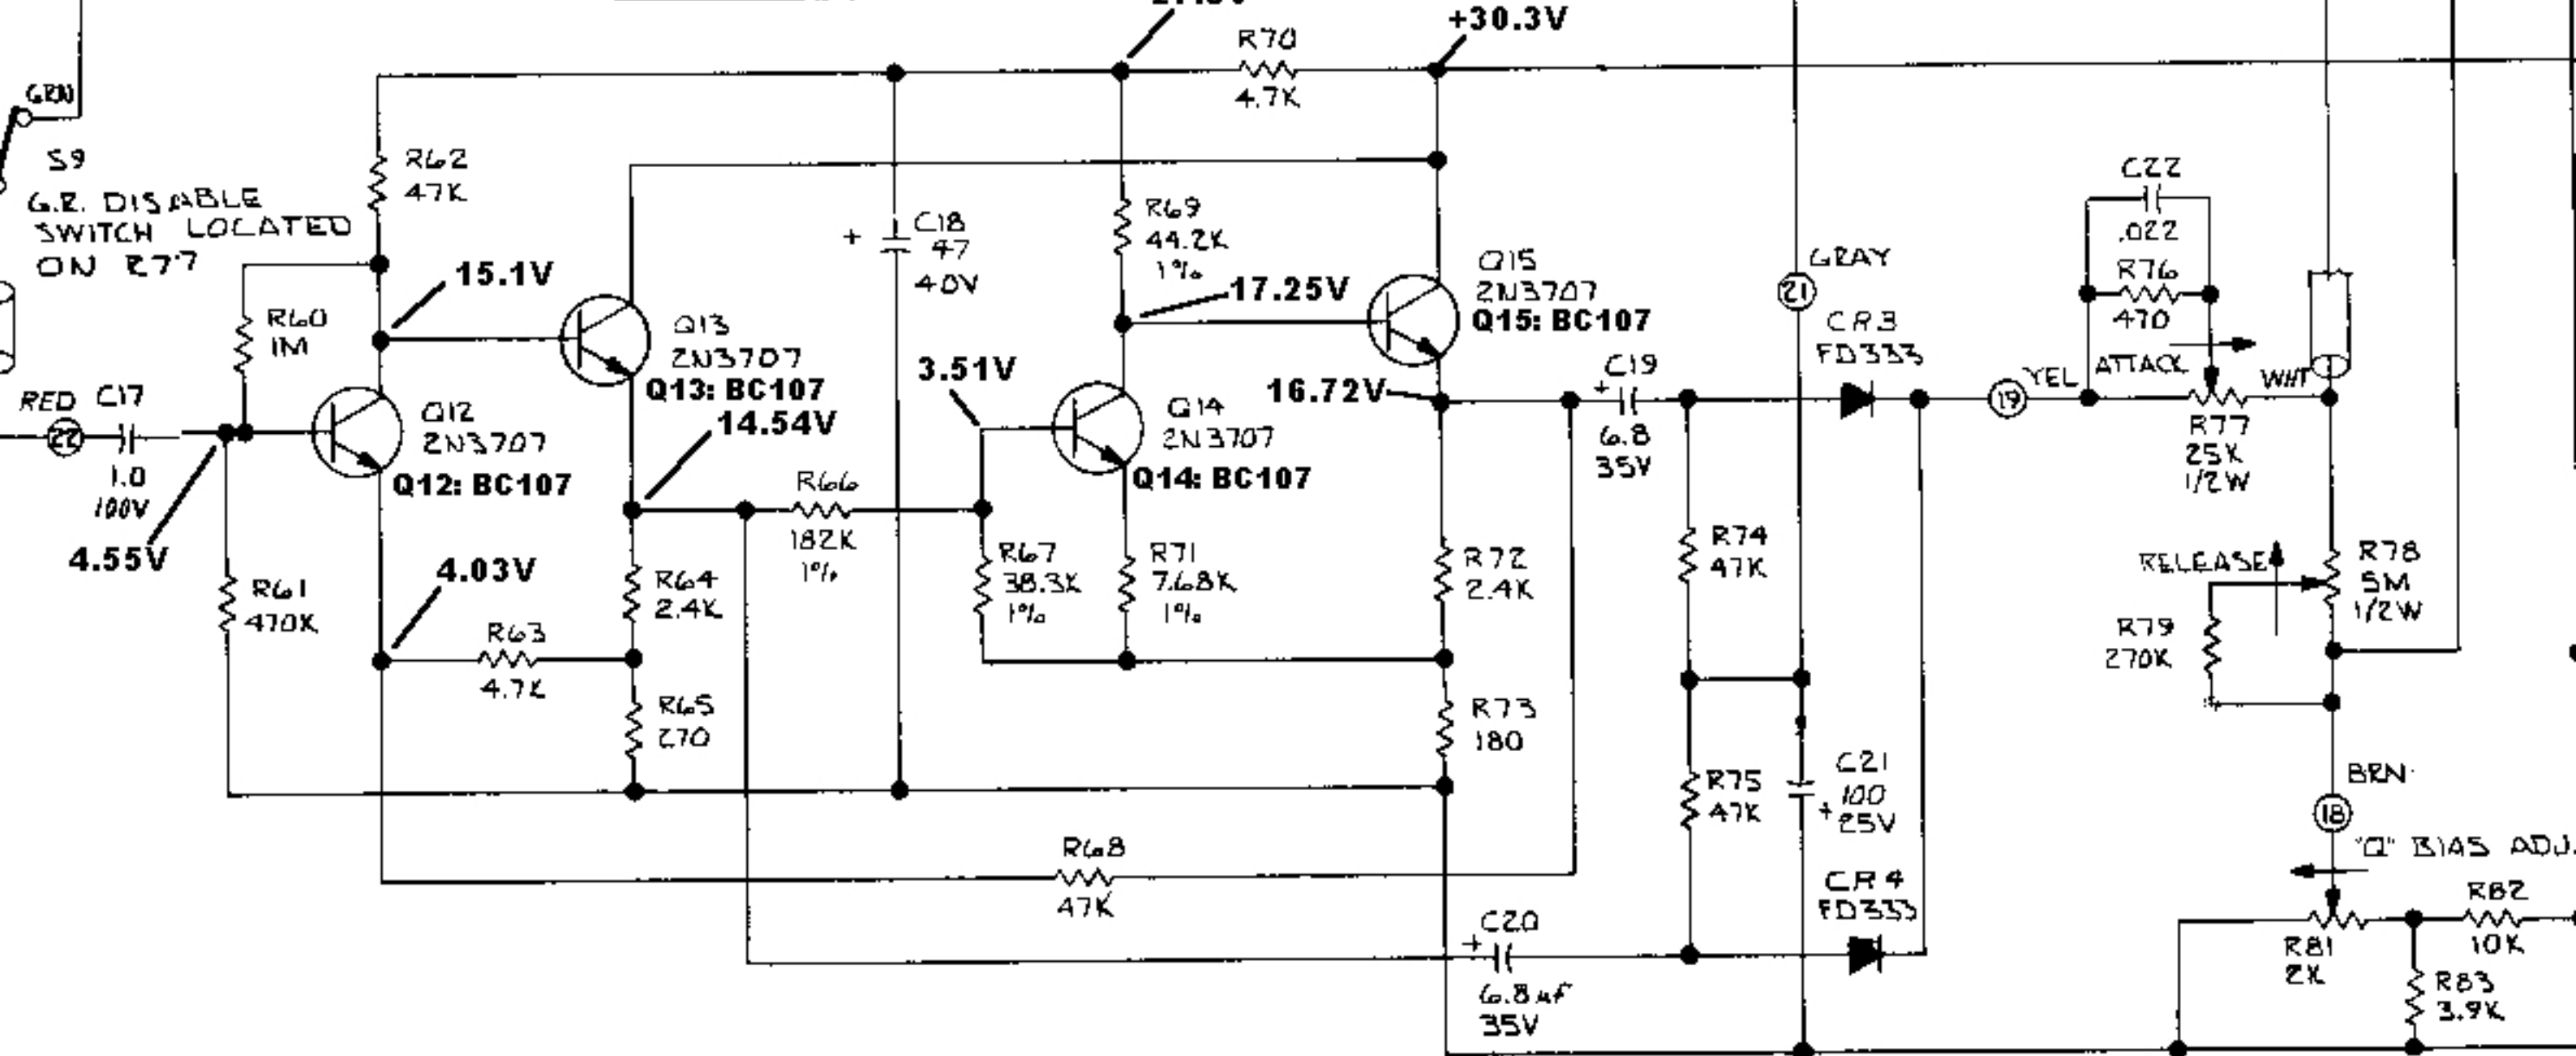 +30.3V
R70
4.7K
GRN
S9
G.R. DISABLE
SWITCH LOCATED
ON R77
R62
47K
C18
+ 47
40V
R69
44.2K
1%
15.1V
17.25V
Q15
2N3707
Q15: BC107
GRAY
21
C22
.022
R76
470
R60
1M
Q13
2N3707
Q13: BC107
14.54V
3.51V
16.72V
C19
+
6.8
35V
CR3
FD333
19
YEL
ATTACK
WHT
R77
25K
1/2W
RED
22
C17
1.0
100V
Q12
2N3707
Q12: BC107
Q14
2N3707
Q14: BC107
4.55V
4.03V
R66
182K
1%
R61
470K
R63
4.7K
R64
2.4K
R65
270
R67
38.3K
1%
R71
7.68K
1%
R72
2.4K
R73
180
R74
47K
R75
47K
C21
100
+ 25V
RELEASE
R78
5M
1/2W
R79
270K
BRN
18
"Q" BIAS ADJ.
R68
47K
C20
+
6.8uF
35V
CR4
FD333
R81
2K
R82
10K
R83
3.9K